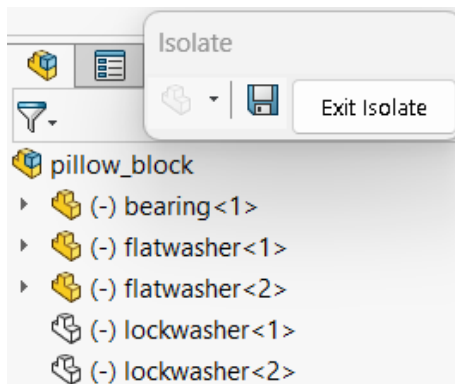 Isolate
Exit Isolate
pillow_block
(-) bearing<1>
(-) flatwasher<1>
(-) flatwasher<2>
(-) lockwasher<1>
(-) lockwasher<2>